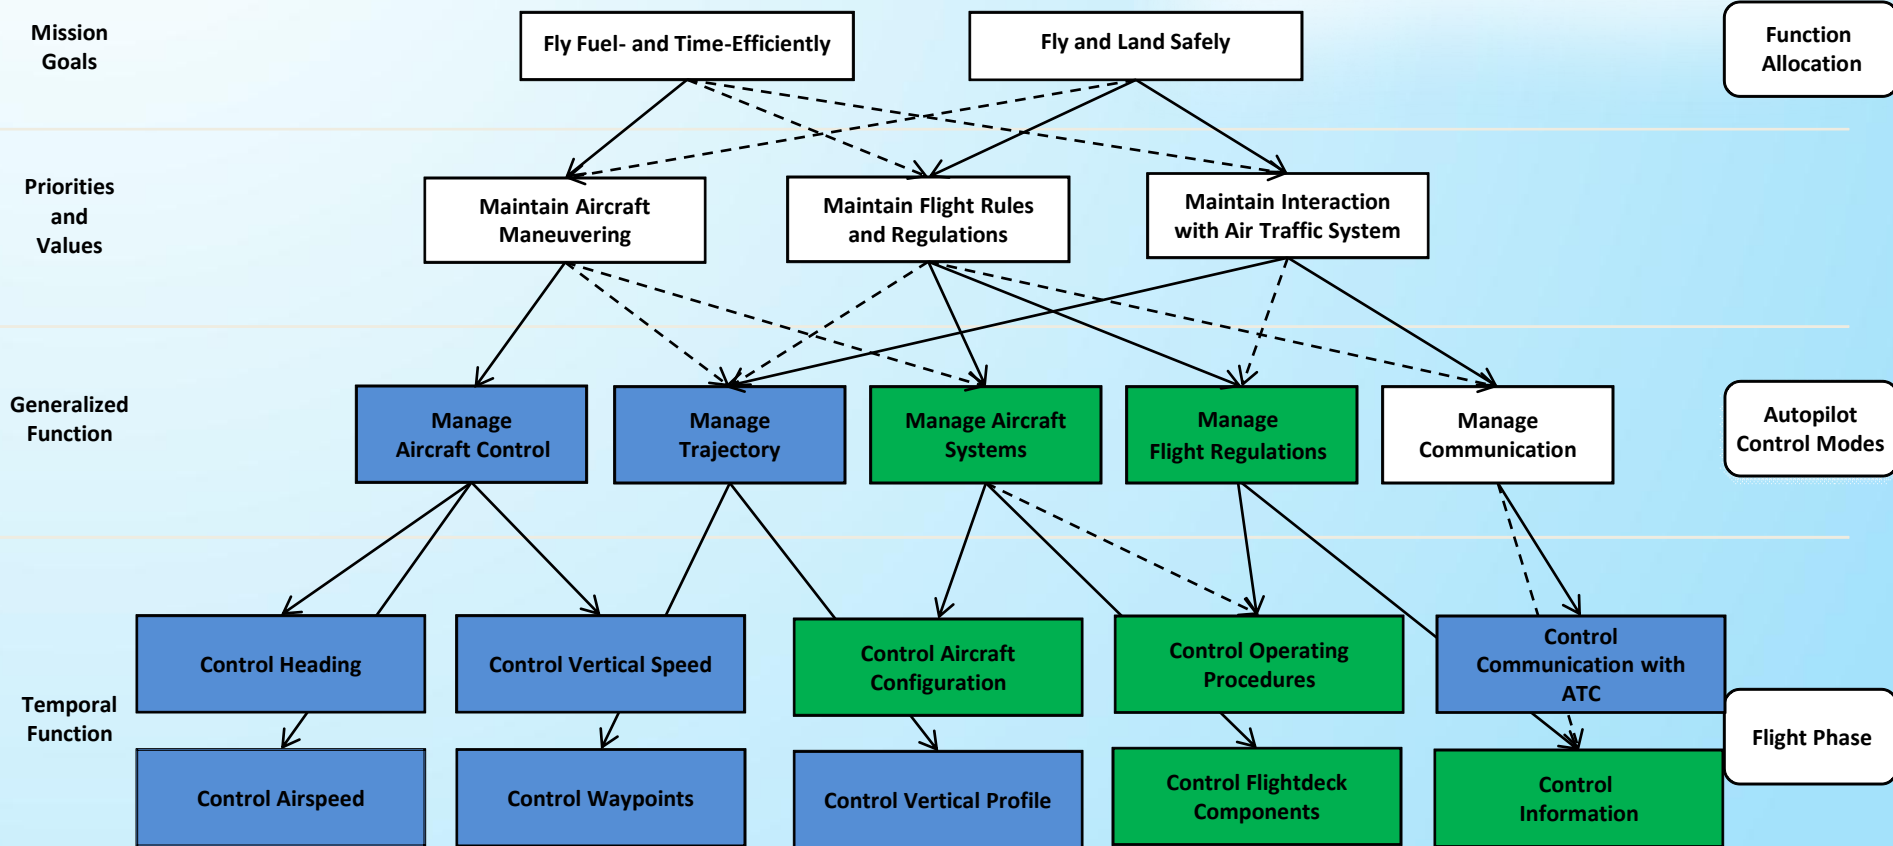 Mission
Goals
Fly Fuel- and Time-Efficiently
Fly and Land Safely
Function
Allocation
Priorities
and
Values
Maintain Aircraft
Maneuvering
Maintain Flight Rules
and Regulations
Maintain Interaction
with Air Traffic System
Generalized
Function
Manage
Aircraft Control
Manage
Trajectory
Manage Aircraft
Systems
Manage
Flight Regulations
Manage
Communication
Autopilot
Control Modes
Temporal
Function
Control Heading
Control Vertical Speed
Control Aircraft
Configuration
Control Operating
Procedures
Control
Communication with
ATC
Flight Phase
Control Airspeed
Control Waypoints
Control Vertical Profile
Control Flightdeck
Components
Control
Information